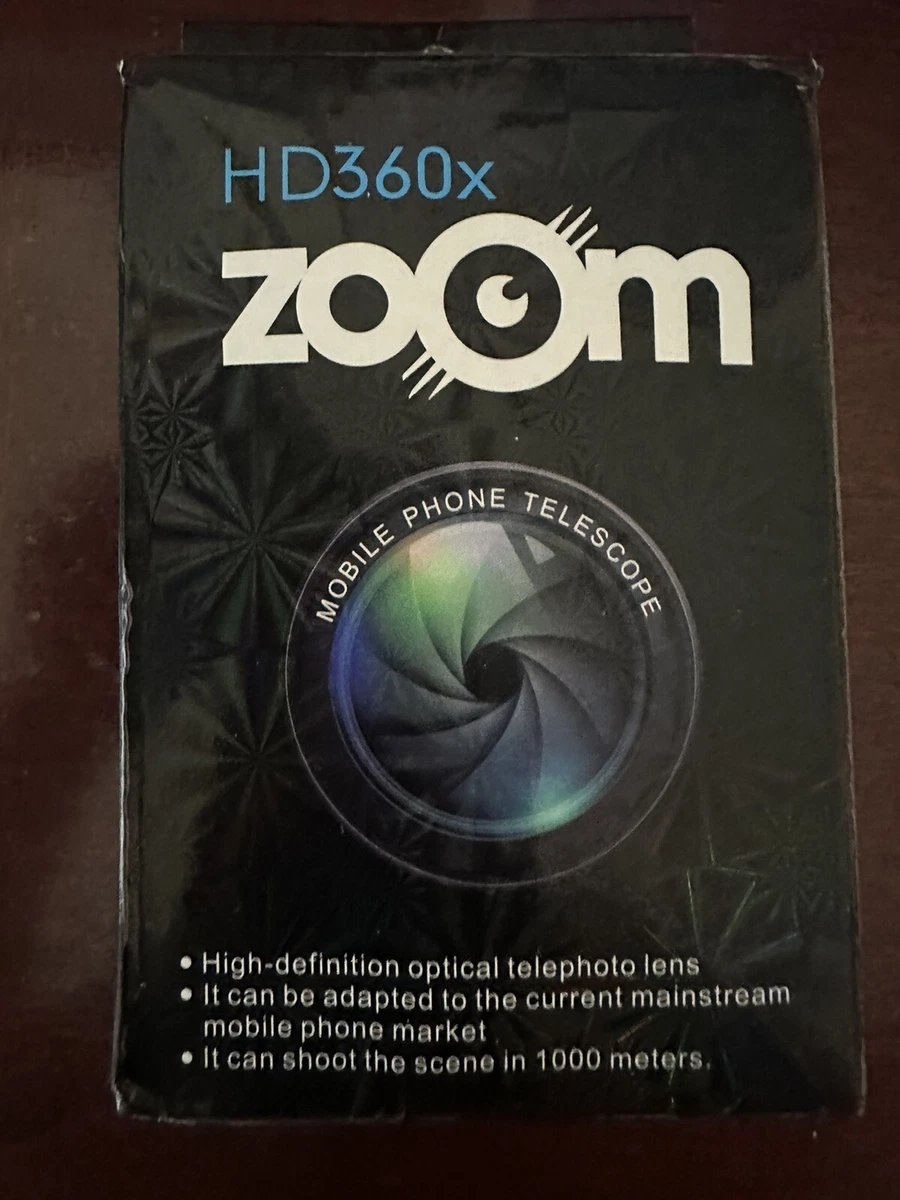 HD360x
zoom
MOBILE PHONE TELESCOPE
• High-definition optical telephoto lens
• It can be adapted to the current mainstream
mobile phone market
• It can shoot the scene in 1000 meters.